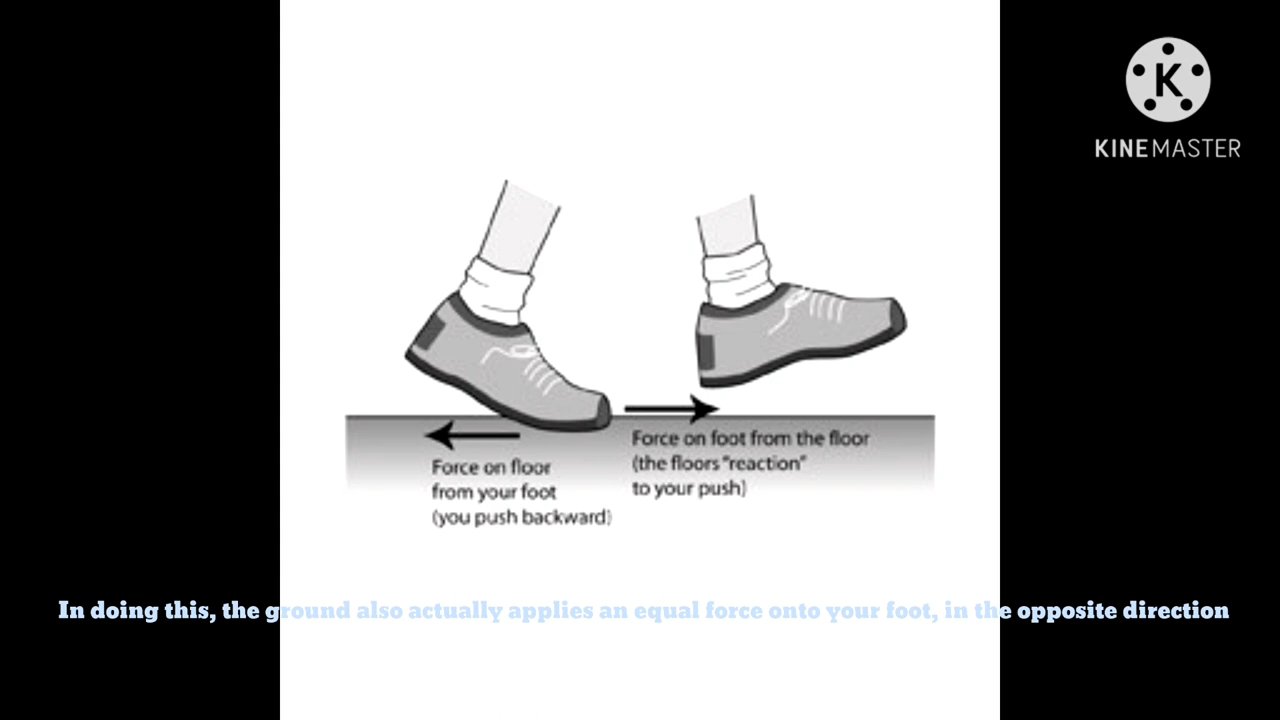 K
KINEMASTER
Force on foot from the floor
(the floors "reaction"
to your push)
Force on floor
from your foot
(you push backward)
In doing this, the ground also actually applies an equal force onto your foot, in the opposite direction